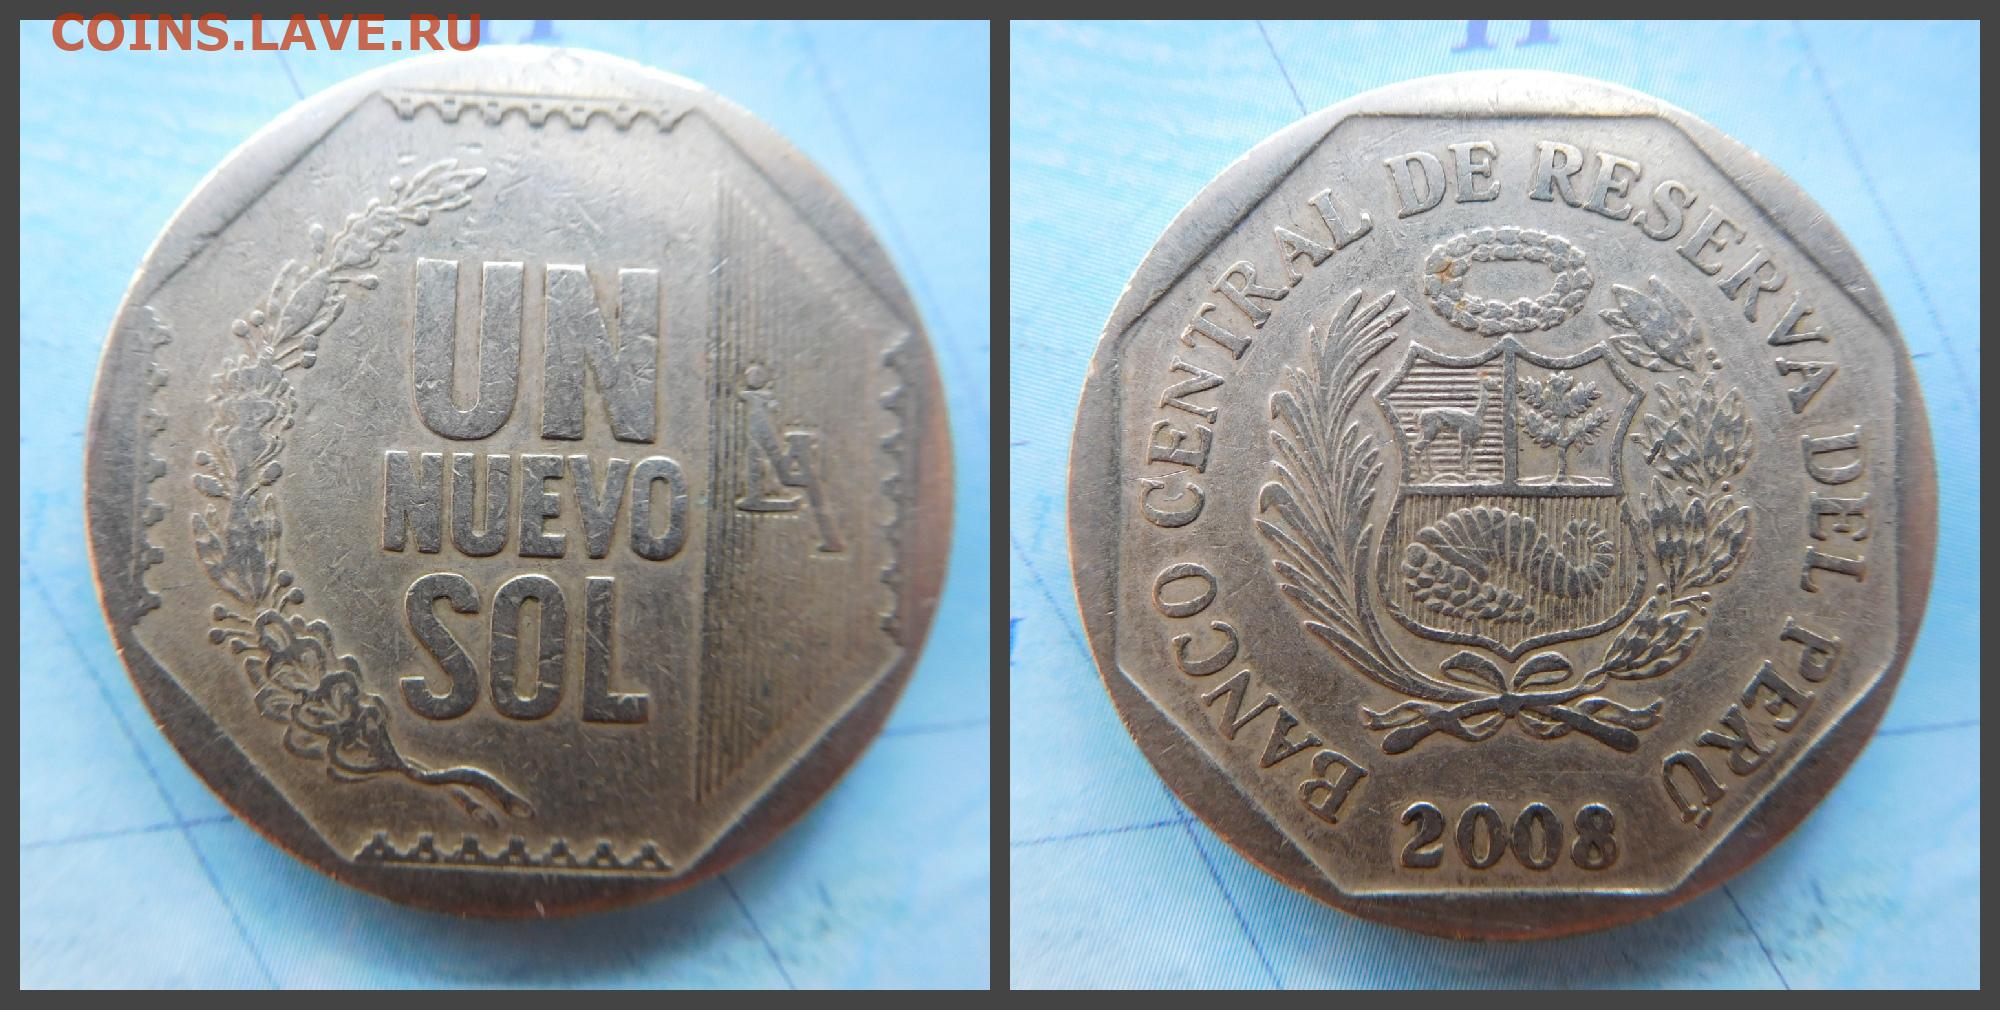 COINS.LAVE.RU
UN
NUEVO
SOL
BANCO CENTRAL DE RESERVA DEL PERÚ
2008